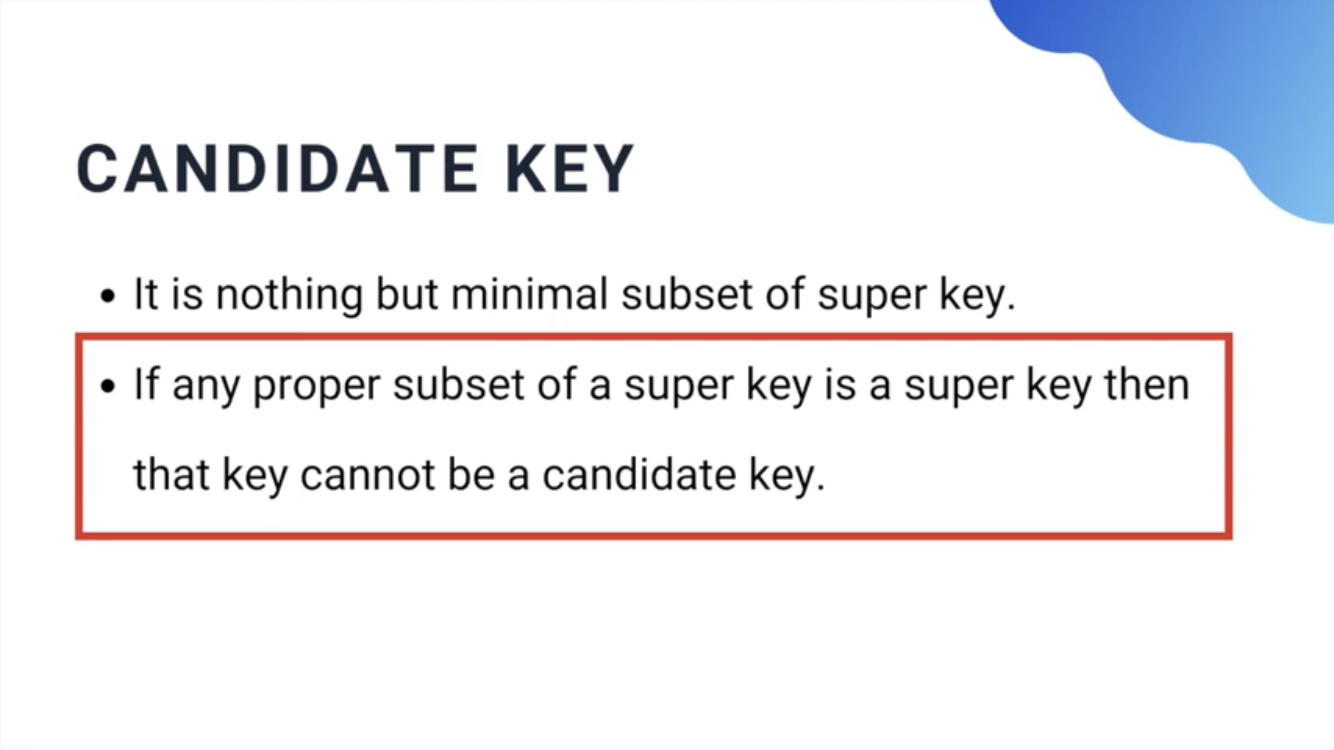 CANDIDATE KEY
• It is nothing but minimal subset of super key.
• If any proper subset of a super key is a super key then
that key cannot be a candidate key.